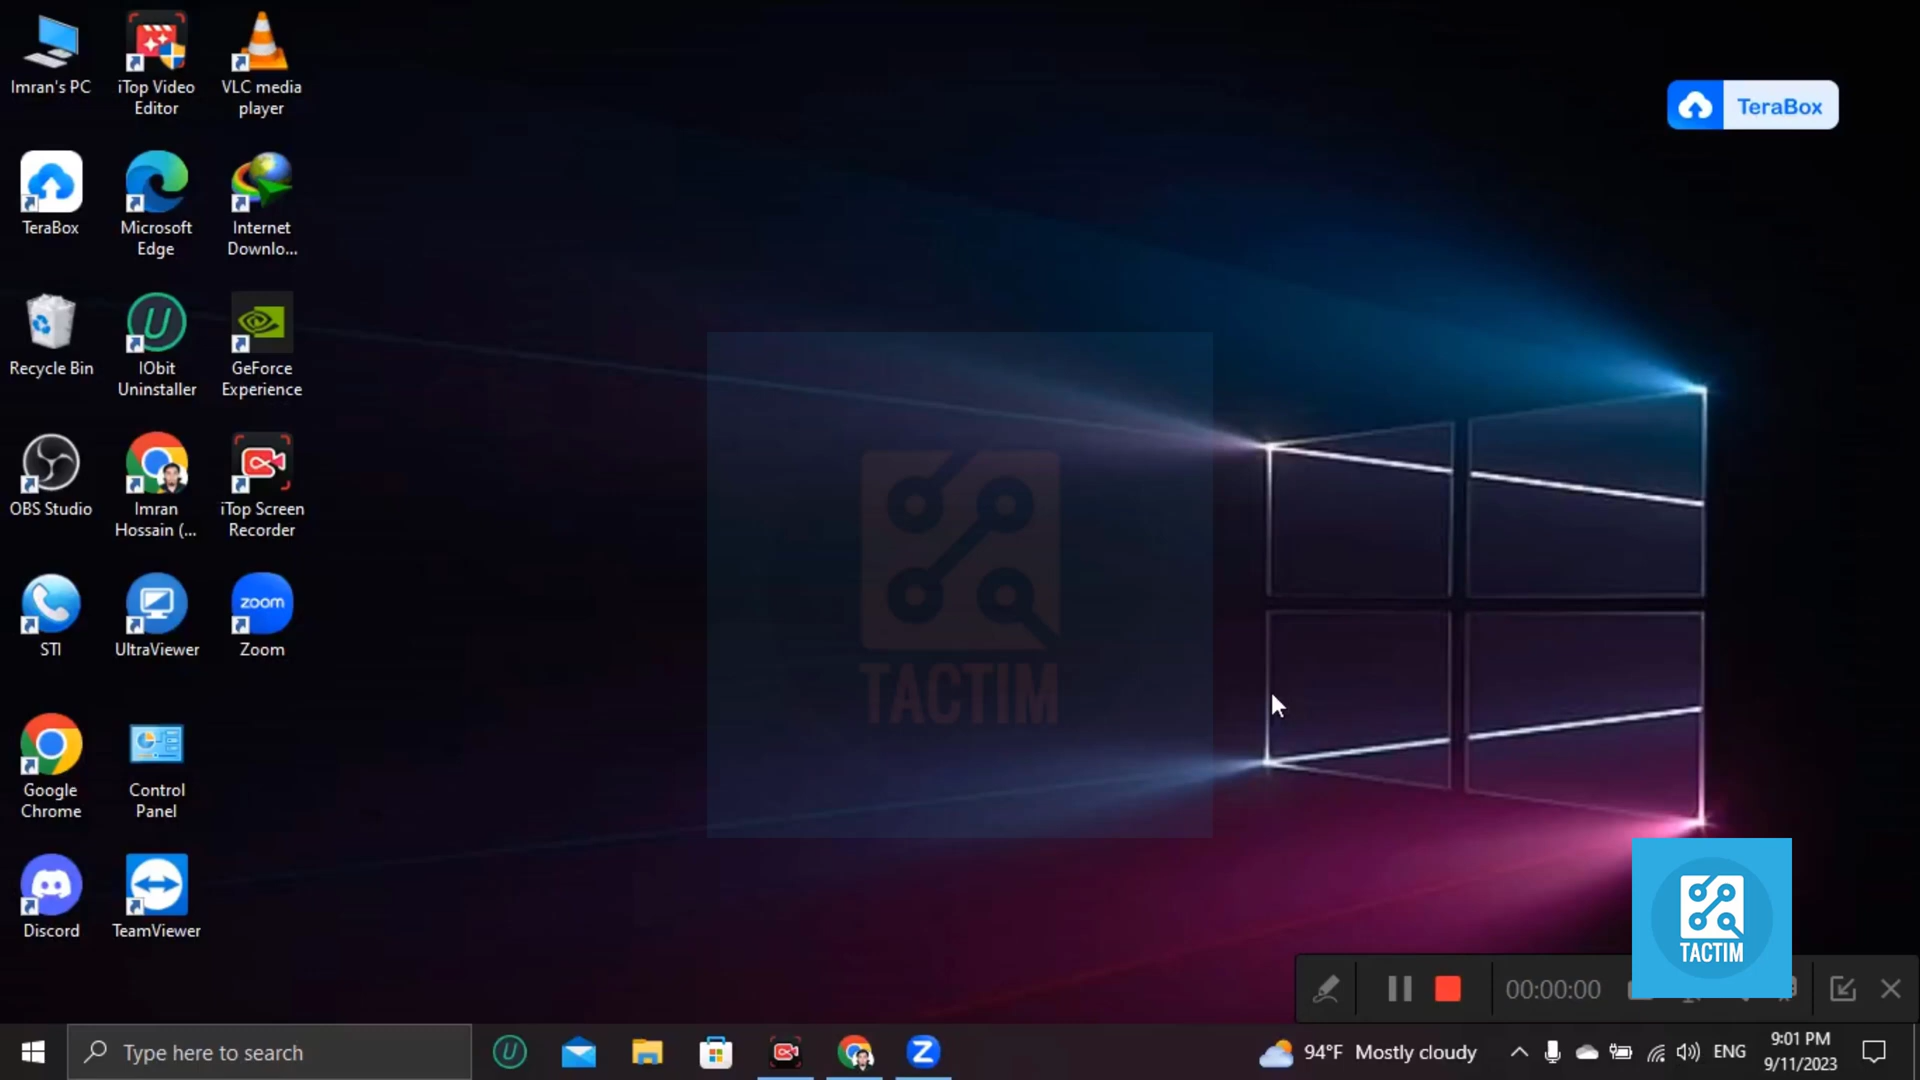 Imran's PC
iTop Video
Editor
VLC media
player
TeraBox
TeraBox
Microsoft
Edge
Internet
Downlo...
Recycle Bin
IObit
Uninstaller
GeForce
Experience
OBS Studio
Imran
Hossain (...
iTop Screen
Recorder
STI
UltraViewer
zoom
Zoom
TACTIM
Google
Chrome
Control
Panel
Discord
TeamViewer
TACTIM
00:00:00
Type here to search
94°F Mostly cloudy
ENG
9:01 PM
9/11/2023